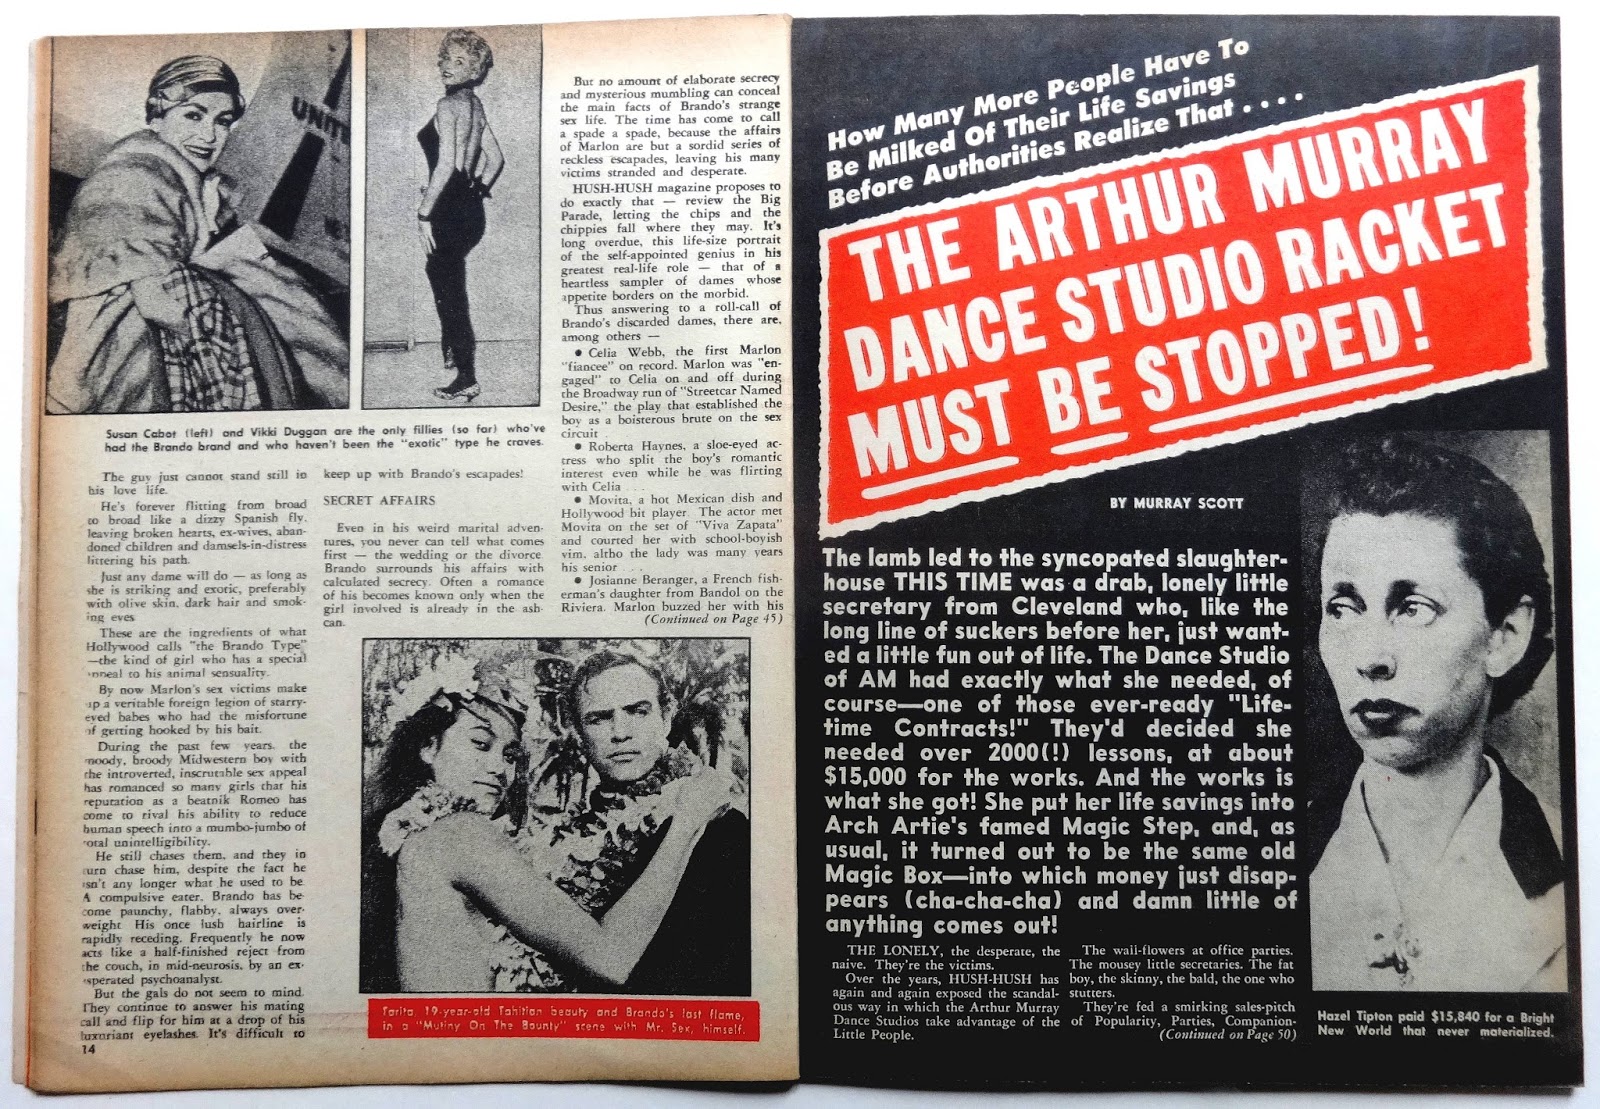 UNIT
Susan Cabot (left) and Vikki Duggan are the only fillies (so far) who've
had the Brando brand and who haven't been the "exotic" type he craves.
The guy just cannot stand still in
his love life.
He's forever flitting from broad
to broad like a dizzy Spanish fly,
leaving broken hearts, ex-wives, aban-
doned children and damsels-in-distress
littering his path.
Just any dame will do — as long as
she is striking and exotic, preferably
with olive skin, dark hair and smok-
ing eyes
These are the ingredients of what
Hollywood calls "the Brando Type"
—the kind of girl who has a special
appeal to his animal sensuality.
By now Marlon's sex victims make
up a veritable foreign legion of starry-
eyed babes who had the misfortune
of getting hooked by his bait.
During the past few years, the
moody, broody Midwestern boy with
the introverted, inscrutable sex appeal
has romanced so many girls that his
reputation as a beatnik Romeo has
come to rival his ability to reduce
human speech into a mumbo-jumbo of
total unintelligibility.
He still chases them, and they in
turn chase him, despite the fact he
isn't any longer what he used to be.
A compulsive eater, Brando has be-
come paunchy, flabby, always over-
weight His once lush hairline is
rapidly receding. Frequently he now
acts like a half-finished reject from
the couch, in mid-neurosis, by an ex-
asperated psychoanalyst.
But the gals do not seem to mind.
They continue to answer his mating
call and flip for him at a drop of his
luxuriant eyelashes. It's difficult to
14
keep up with Brando's escapades!
SECRET AFFAIRS
Even in his weird marital adven-
tures, you never can tell what comes
first — the wedding or the divorce.
Brando surrounds his affairs with
calculated secrecy. Often a romance
of his becomes known only when the
girl involved is already in the ash-
can.
But no amount of elaborate secrecy
and mysterious mumbling can conceal
the main facts of Brando's strange
sex life. The time has come to call
a spade a spade, because the affairs
of Marlon are but a sordid series of
reckless escapades, leaving his many
victims stranded and desperate.
HUSH-HUSH magazine proposes to
do exactly that — review the Big
Parade, letting the chips and the
chippies fall where they may. It's
long overdue, this life-size portrait
of the self-appointed genius in his
greatest real-life role — that of a
heartless sampler of dames whose
appetite borders on the morbid.
Thus answering to a roll-call of
Brando's discarded dames, there are,
among others —
● Celia Webb, the first Marlon
"fiancee" on record. Marlon was "en-
gaged" to Celia on and off during
the Broadway run of "Streetcar Named
Desire," the play that established the
boy as a boisterous brute on the sex
circuit .
● Roberta Haynes, a sloe-eyed ac-
tress who split the boy's romantic
interest even while he was flirting
with Celia . . .
● Movita, a hot Mexican dish and
Hollywood bit player. The actor met
Movita on the set of "Viva Zapata"
and courted her with school-boyish
vim, altho the lady was many years
his senior . . .
● Josianne Beranger, a French fish-
erman's daughter from Bandol on the
Riviera. Marlon buzzed her with his
(Continued on Page 45)
Tarita, 19-year-old Tahitian beauty and Brando's last flame,
in a "Mutiny On The Bounty" scene with Mr. Sex, himself.
How Many More People Have To
Be Milked Of Their Life Savings
Before Authorities Realize That . . . .
THE ARTHUR MURRAY
DANCE STUDIO RACKET
MUST BE STOPPED!
BY MURRAY SCOTT
The lamb led to the syncopated slaughter-
house THIS TIME was a drab, lonely little
secretary from Cleveland who, like the
long line of suckers before her, just want-
ed a little fun out of life. The Dance Studio
of AM had exactly what she needed, of
course—one of those ever-ready "Life-
time Contracts!" They'd decided she
needed over 2000(!) lessons, at about
$15,000 for the works. And the works is
what she got! She put her life savings into
Arch Artie's famed Magic Step, and, as
usual, it turned out to be the same old
Magic Box—into which money just disap-
pears (cha-cha-cha) and damn little of
anything comes out!
THE LONELY, the desperate, the
naive. They're the victims.
Over the years, HUSH-HUSH has
again and again exposed the scandal-
ous way in which the Arthur Murray
Dance Studios take advantage of the
Little People.
The wall-flowers at office parties.
The mousey little secretaries. The fat
boy, the skinny, the bald, the one who
stutters.
They're fed a smirking sales-pitch
of Popularity, Parties, Companion-
(Continued on Page 50)
Hazel Tipton paid $15,840 for a Bright
New World that never materialized.